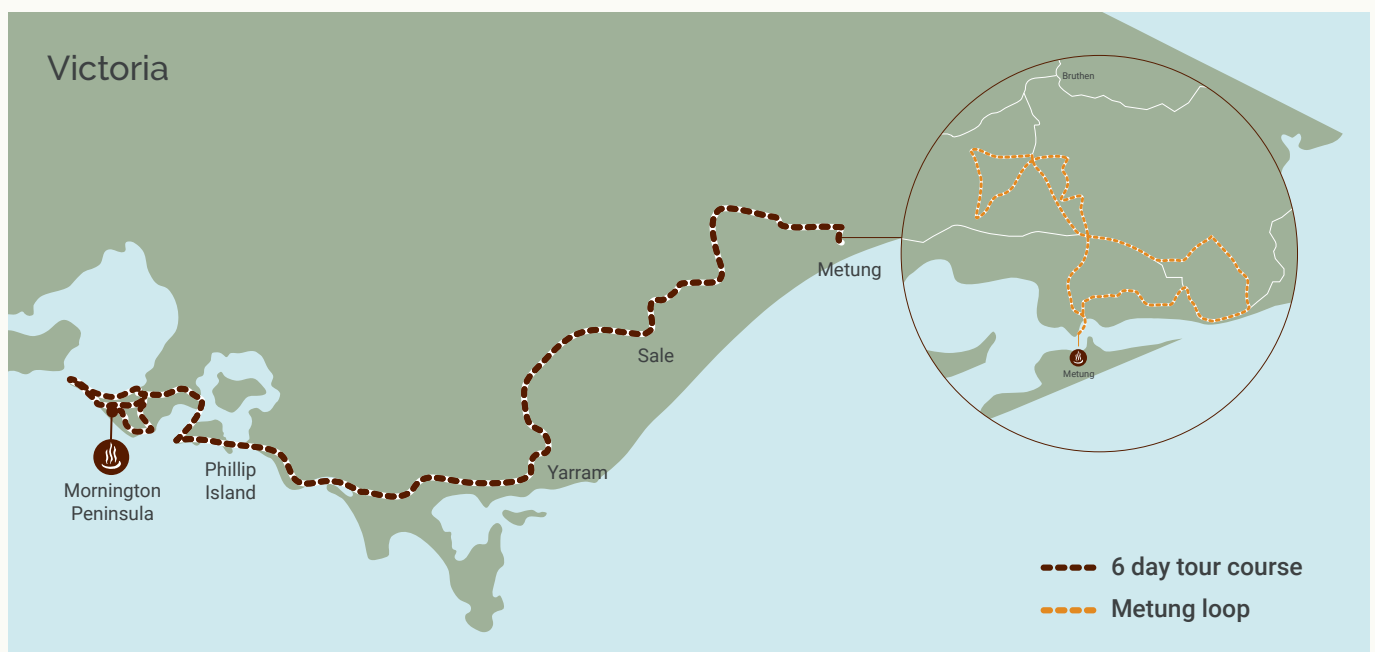 Victoria
Bruthen
Metung
Sale
Metung
Phillip
Island
Yarram
Mornington
Peninsula
6 day tour course
Metung loop